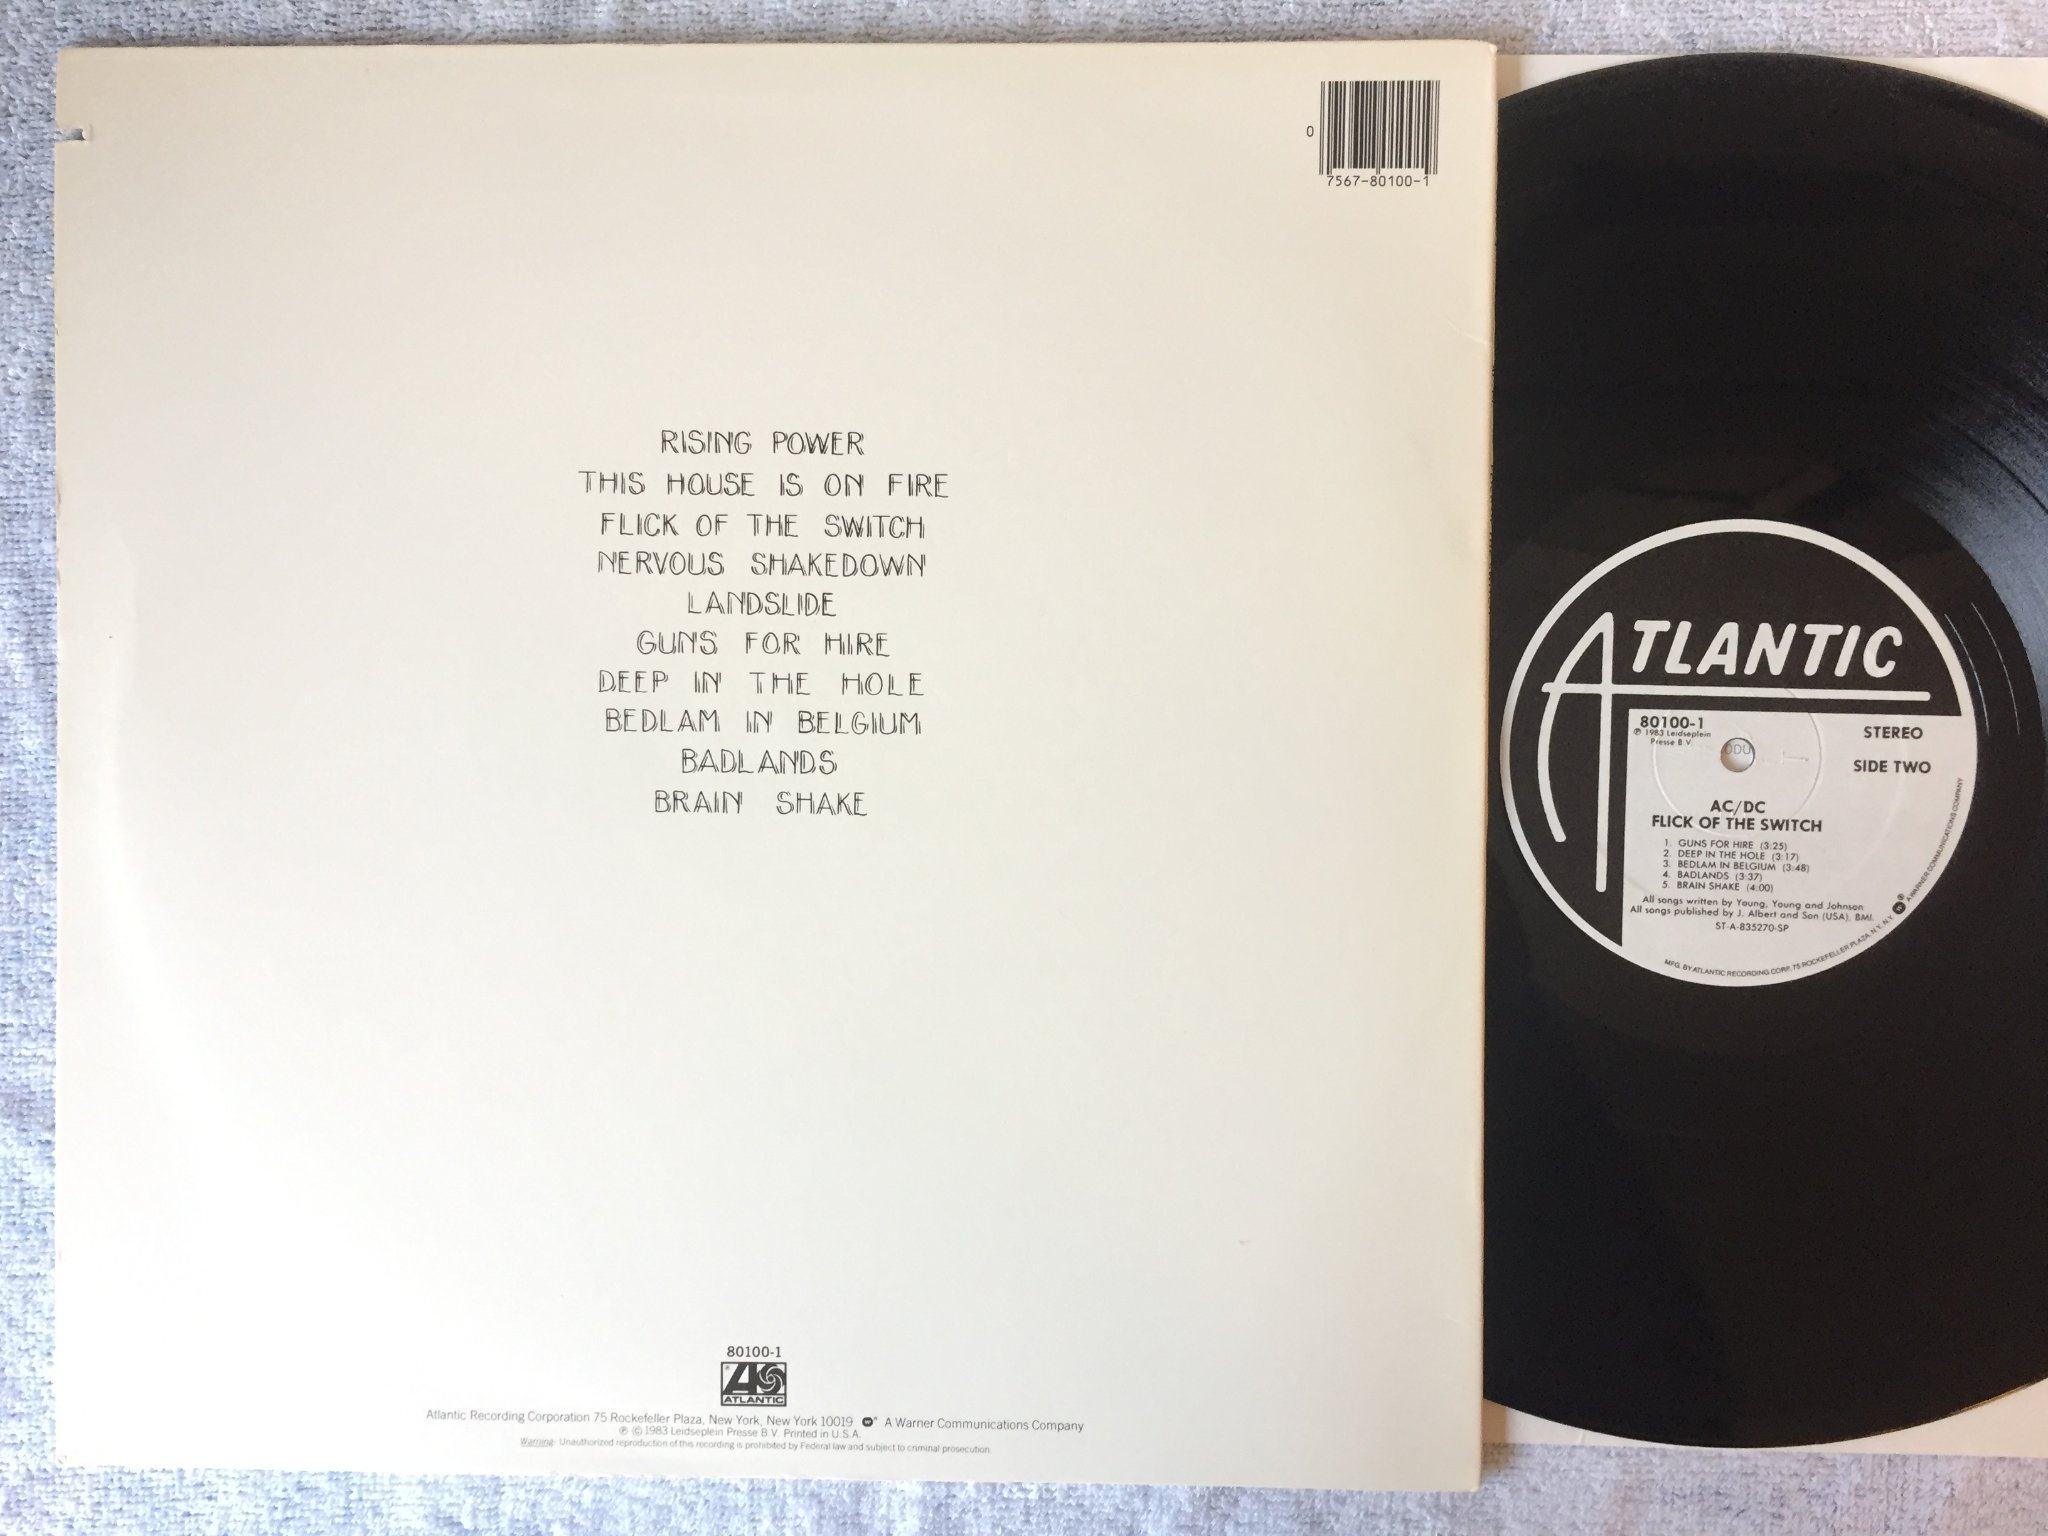 0
7567-80100-1
RISING POWER
THIS HOUSE IS ON FIRE
FLICK OF THE SWITCH
NERVOUS SHAKEDOWN
LANDSLIDE
GUNS FOR HIRE
DEEP IN THE HOLE
BEDLAM IN BELGIUM
BADLANDS
BRAIN SHAKE
80100-1
ATLANTIC
Atlantic Recording Corporation 75 Rockefeller Plaza, New York, New York 10019 A Warner Communications Company
℗ © 1983 Leidseplein Presse B.V. Printed in U.S.A.
Warning: Unauthorized reproduction of this recording is prohibited by Federal law and subject to criminal prosecution.
ATLANTIC
80100-1
℗ 1983 Leidseplein
Presse B.V.
STEREO
SIDE TWO
AC/DC
FLICK OF THE SWITCH
1. GUNS FOR HIRE (3:25)
2. DEEP IN THE HOLE (3:17)
3. BEDLAM IN BELGIUM (3:48)
4. BADLANDS (3:37)
5. BRAIN SHAKE (4:00)
All songs written by Young, Young and Johnson
All songs published by J. Albert and Son (USA), BMI.
ST-A-835270-SP
MFG. BY ATLANTIC RECORDING CORP., 75 ROCKEFELLER PLAZA, N.Y., N.Y. A WARNER COMMUNICATIONS COMPANY